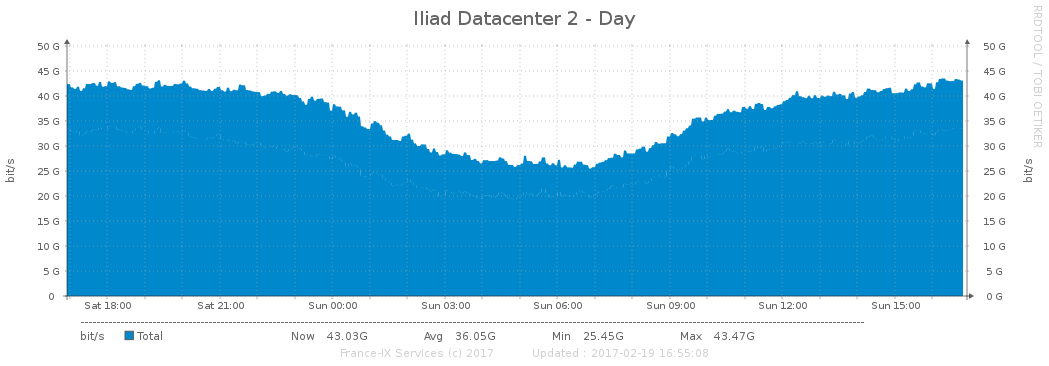 Iliad Datacenter 2 - Day
RRDTOOL / TOBI OETIKER
50 G 50 G
45 G 45 G
40 G 40 G
35 G 35 G
30 G 30 G
25 G 25 G
20 G 20 G
15 G 15 G
10 G 10 G
5 G 5 G
0 0 G
bit/s bit/s
Sat 18:00 Sat 21:00 Sun 00:00 Sun 03:00 Sun 06:00 Sun 09:00 Sun 12:00 Sun 15:00
bit/s Total Now 43.03G Avg 36.05G Min 25.45G Max 43.47G
France-IX Services (c) 2017 Updated : 2017-02-19 16:55:08